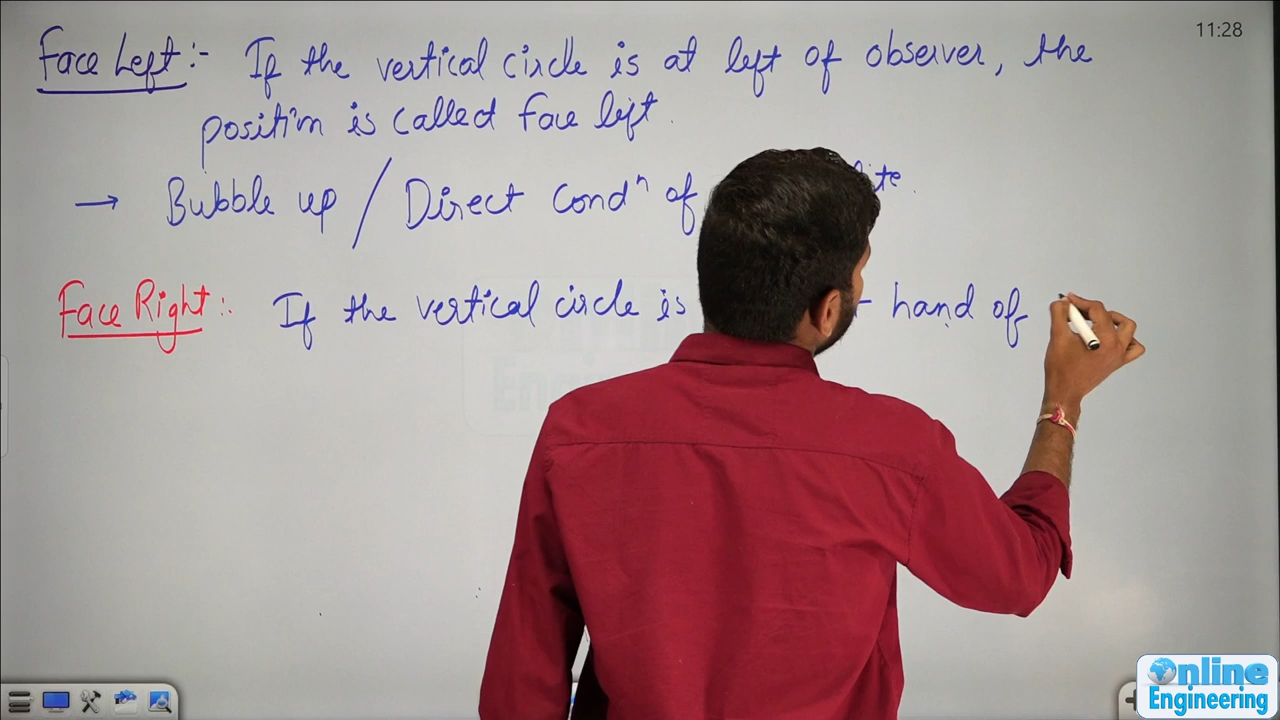 11:28
Face Left :- If the vertical circle is at left of observer, the
position is called face left.
→ Bubble up / Direct Condⁿ of
Face Right :- If the vertical circle is hand of
Online
Engineering